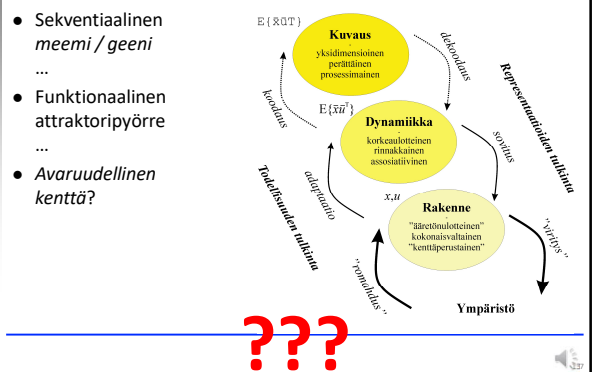 ● Sekventiaalinen
meemi / geeni
...
● Funktionaalinen
attraktoripyörre
...
● Avaruudellinen
kenttä?
E{x̄ūT}
Kuvaus
-
yksidimensioinen
perättäinen
prosessimainen
dekoodaus
koodaus
E{x̄ūᵀ}
Dynamiikka
-
korkeaulotteinen
rinnakkainen
assosiatiivinen
sovitus
adaptaatio
x,u
Rakenne
-
"ääretönulotteinen"
kokonaisvaltainen
"kenttäperustainen"
"viritys"
"romahdus"
Ympäristö
Todellisuuden tulkinta
Representaatioiden tulkinta
???
237